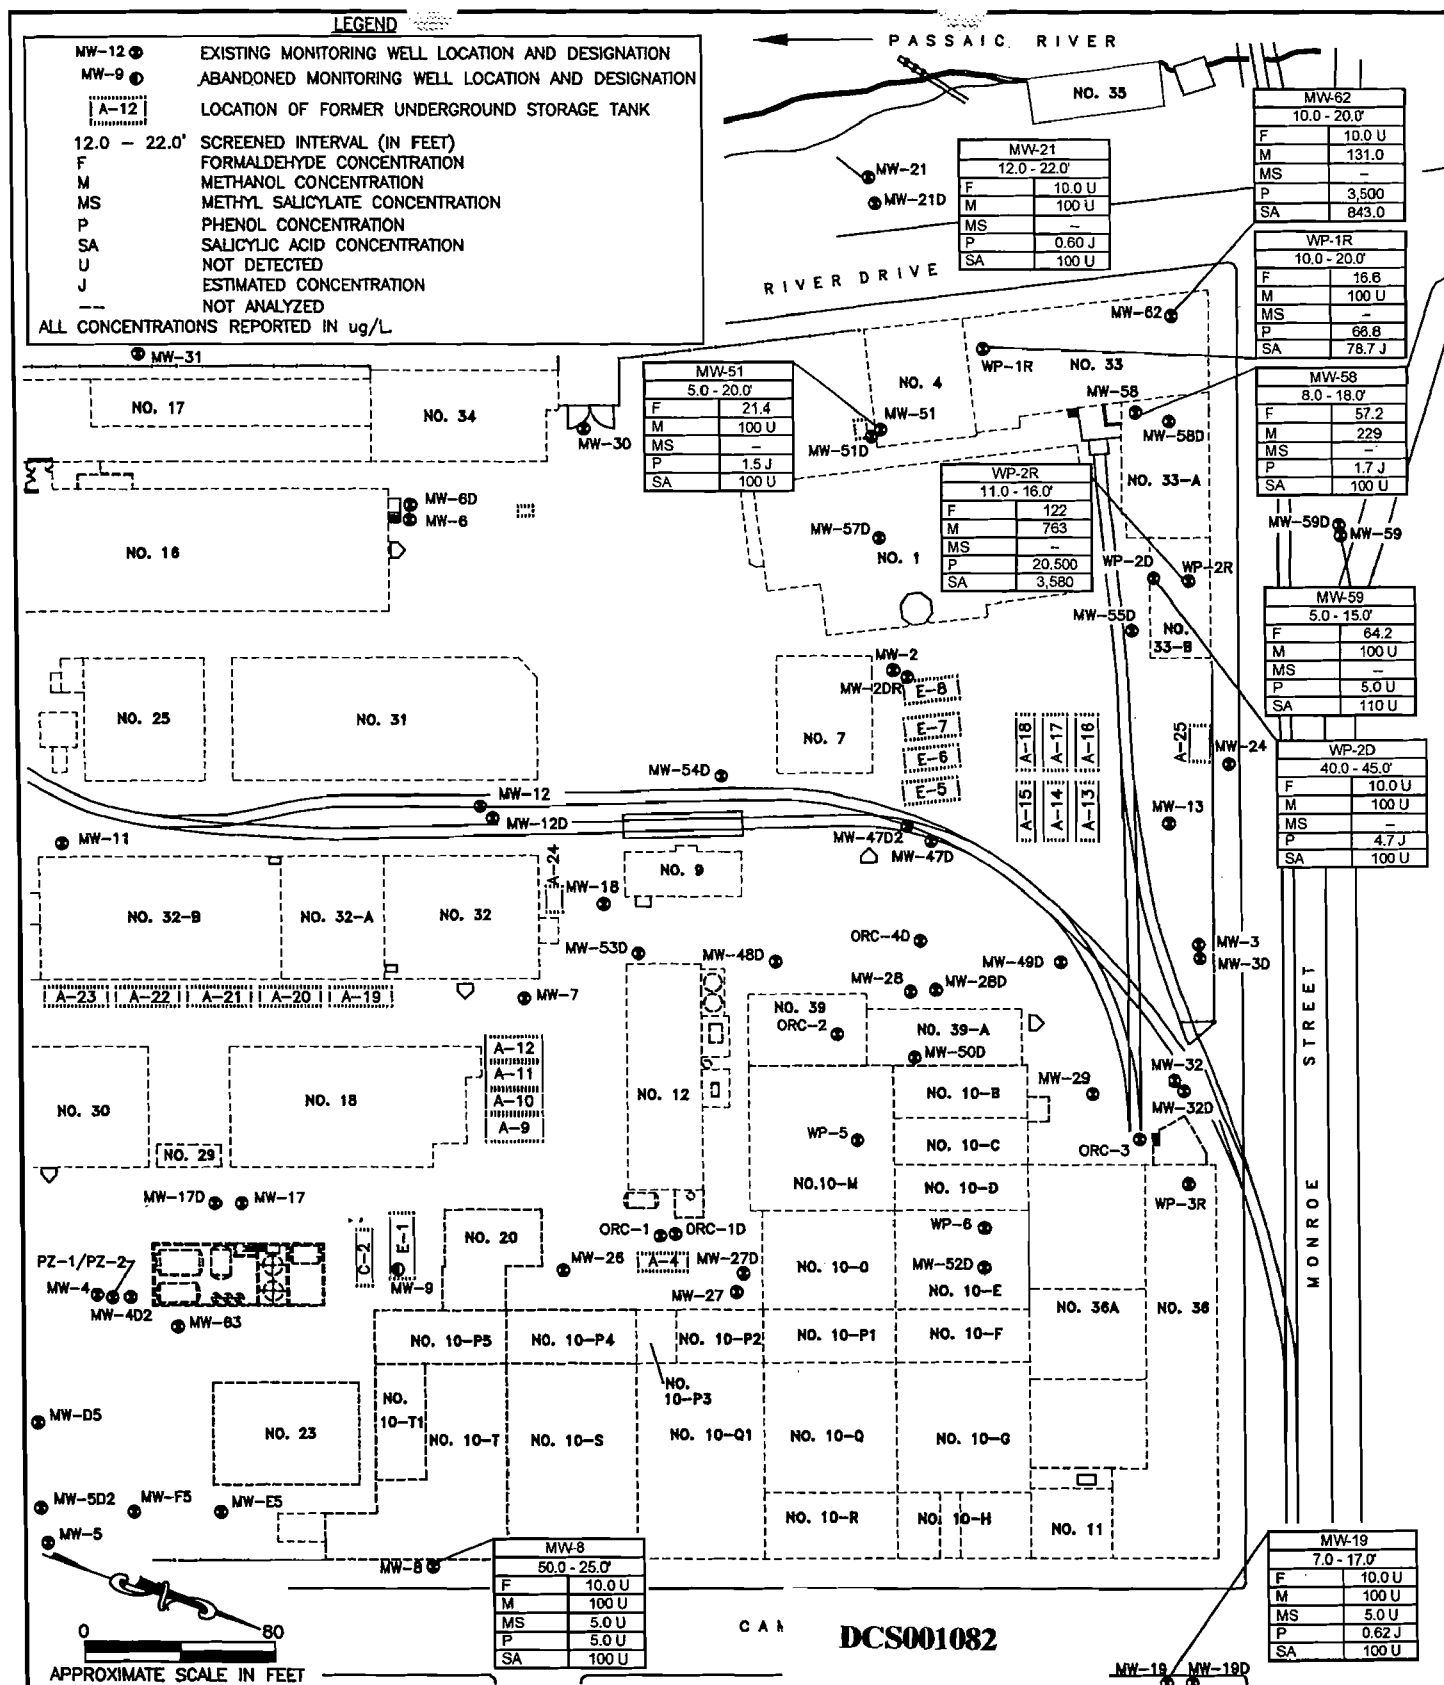 LEGEND
MW-12 EXISTING MONITORING WELL LOCATION AND DESIGNATION
MW-9 ABANDONED MONITORING WELL LOCATION AND DESIGNATION
A-12 LOCATION OF FORMER UNDERGROUND STORAGE TANK
12.0 - 22.0' SCREENED INTERVAL (IN FEET)
F FORMALDEHYDE CONCENTRATION
M METHANOL CONCENTRATION
MS METHYL SALICYLATE CONCENTRATION
P PHENOL CONCENTRATION
SA SALICYLIC ACID CONCENTRATION
U NOT DETECTED
J ESTIMATED CONCENTRATION
--- NOT ANALYZED
ALL CONCENTRATIONS REPORTED IN ug/L
PASSAIC RIVER
NO. 35
MW-62
10.0 - 20.0'
F 10.0 U
M 131.0
MS -
P 3,500
SA 843.0
MW-21
12.0 - 22.0'
F 10.0 U
M 100 U
MS --
P 0.60 J
SA 100 U
MW-21
MW-21D
RIVER DRIVE
WP-1R
10.0 - 20.0'
F 16.6
M 100 U
MS -
P 66.8
SA 78.7 J
MW-62
WP-1R
NO. 33
NO. 4
MW-31
NO. 17
NO. 34
MW-30
MW-51
5.0 - 20.0'
F 21.4
M 100 U
MS -
P 1.5 J
SA 100 U
MW-51
MW-51D
MW-58
MW-58D
MW-58
8.0 - 18.0'
F 57.2
M 229
MS -
P 1.7 J
SA 100 U
WP-2R
11.0 - 16.0'
F 122
M 763
MS --
P 20,500
SA 3,580
NO. 33-A
MW-6D
MW-6
NO. 16
MW-57D
NO. 1
MW-59D
MW-59
WP-2D
WP-2R
MW-55D
NO. 33-B
MW-59
5.0 - 15.0'
F 64.2
M 100 U
MS --
P 5.0 U
SA 110 U
MW-2
MW-2DR
E-8
E-7
E-6
E-5
NO. 25
NO. 31
NO. 7
A-18
A-17
A-16
A-15
A-14
A-13
A-25
MW-24
WP-2D
40.0 - 45.0'
F 10.0 U
M 100 U
MS -
P 4.7 J
SA 100 U
MW-54D
MW-12
MW-12D
MW-13
MW-11
MW-47D2
MW-47D
A-24
NO. 9
MW-18
NO. 32-B
NO. 32-A
NO. 32
ORC-4D
MW-53D
MW-48D
MW-49D
MW-3
MW-3D
A-23
A-22
A-21
A-20
A-19
MW-7
MW-28
MW-28D
NO. 39
ORC-2
NO. 39-A
MW-50D
A-12
A-11
A-10
A-9
NO. 30
NO. 18
NO. 12
NO. 10-B
MW-29
MW-32
MW-32D
WP-5
NO. 10-C
ORC-3
NO. 29
NO.10-M
NO. 10-D
WP-3R
MW-17D
MW-17
MONROE STREET
NO. 20
C-2
E-1
MW-9
ORC-1
ORC-1D
WP-6
PZ-1/PZ-2
MW-4
MW-4D2
MW-63
MW-26
A-4
MW-27D
MW-27
NO. 10-O
MW-52D
NO. 10-E
NO. 36A
NO. 36
NO. 10-P5
NO. 10-P4
NO. 10-P2
NO. 10-P1
NO. 10-F
NO. 10-P3
MW-D5
NO. 23
NO. 10-T1
NO. 10-T
NO. 10-S
NO. 10-Q1
NO. 10-Q
NO. 10-G
MW-5D2
MW-F5
MW-E5
MW-5
NO. 10-R
NO. 10-H
NO. 11
MW-8
MW-8
50.0 - 25.0'
F 10.0 U
M 100 U
MS 5.0 U
P 5.0 U
SA 100 U
MW-19
7.0 - 17.0'
F 10.0 U
M 100 U
MS 5.0 U
P 0.62 J
SA 100 U
0 80
APPROXIMATE SCALE IN FEET
DCS001082
MW-19
MW-19D